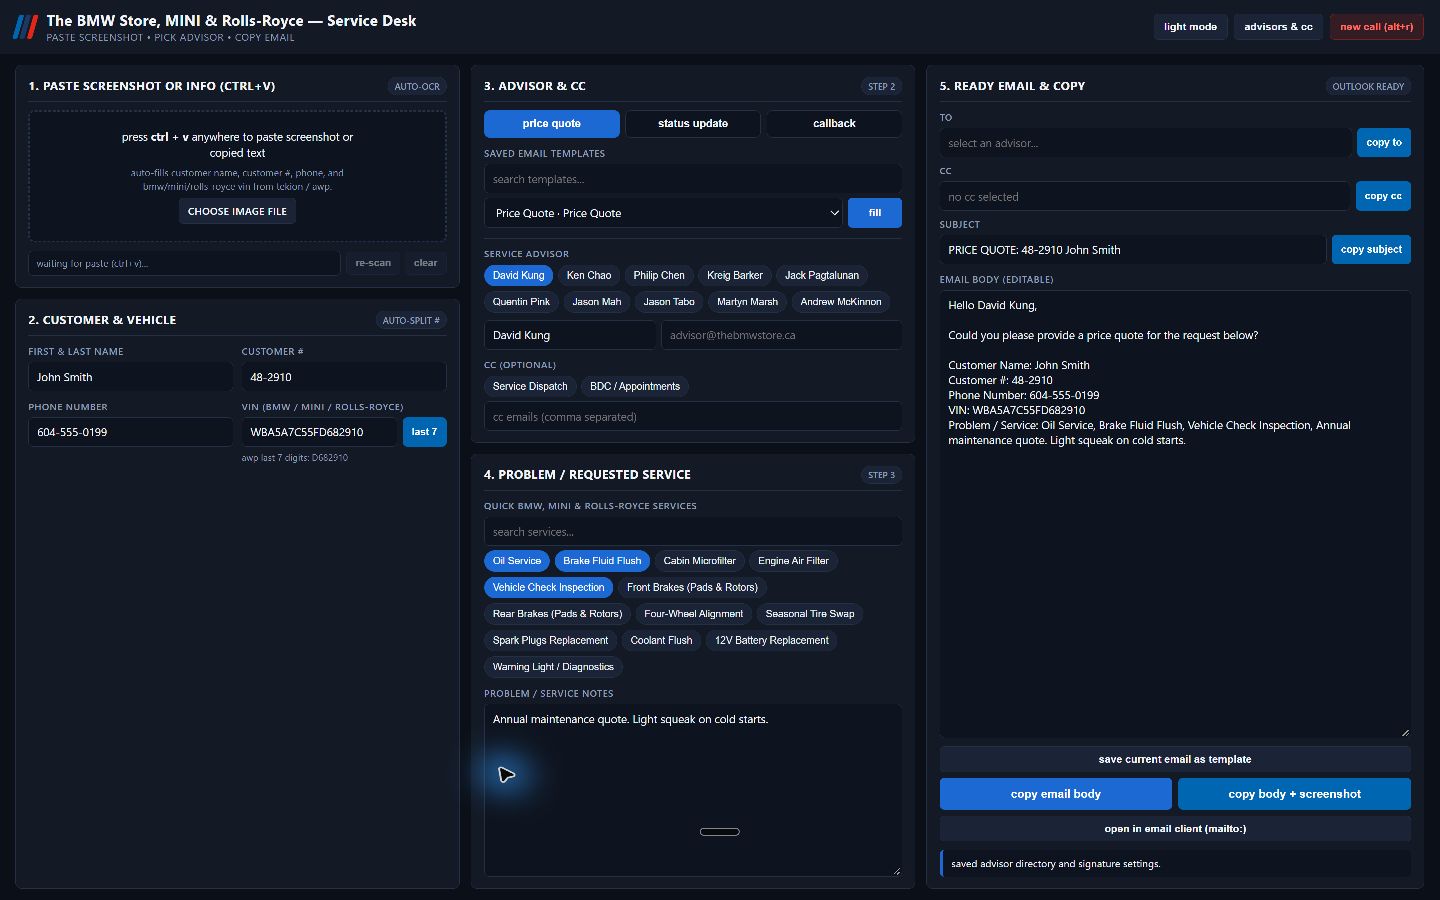 The BMW Store, MINI & Rolls-Royce — Service Desk
PASTE SCREENSHOT • PICK ADVISOR • COPY EMAIL
light mode
advisors & cc
new call (alt+r)
1. PASTE SCREENSHOT OR INFO (CTRL+V)
AUTO-OCR
press ctrl + v anywhere to paste screenshot or
copied text
auto-fills customer name, customer #, phone, and
bmw/mini/rolls-royce vin from tekion / awp.
CHOOSE IMAGE FILE
waiting for paste (ctrl+v)...
re-scan
clear
2. CUSTOMER & VEHICLE
AUTO-SPLIT #
FIRST & LAST NAME
CUSTOMER #
John Smith
48-2910
PHONE NUMBER
VIN (BMW / MINI / ROLLS-ROYCE)
604-555-0199
WBA5A7C55FD682910
last 7
awp last 7 digits: D682910
3. ADVISOR & CC
STEP 2
price quote
status update
callback
SAVED EMAIL TEMPLATES
search templates...
Price Quote · Price Quote
fill
SERVICE ADVISOR
David Kung
Ken Chao
Philip Chen
Kreig Barker
Jack Pagtalunan
Quentin Pink
Jason Mah
Jason Tabo
Martyn Marsh
Andrew McKinnon
David Kung
advisor@thebmwstore.ca
CC (OPTIONAL)
Service Dispatch
BDC / Appointments
cc emails (comma separated)
4. PROBLEM / REQUESTED SERVICE
STEP 3
QUICK BMW, MINI & ROLLS-ROYCE SERVICES
search services...
Oil Service
Brake Fluid Flush
Cabin Microfilter
Engine Air Filter
Vehicle Check Inspection
Front Brakes (Pads & Rotors)
Rear Brakes (Pads & Rotors)
Four-Wheel Alignment
Seasonal Tire Swap
Spark Plugs Replacement
Coolant Flush
12V Battery Replacement
Warning Light / Diagnostics
PROBLEM / SERVICE NOTES
Annual maintenance quote. Light squeak on cold starts.
5. READY EMAIL & COPY
OUTLOOK READY
TO
select an advisor...
copy to
CC
no cc selected
copy cc
SUBJECT
PRICE QUOTE: 48-2910 John Smith
copy subject
EMAIL BODY (EDITABLE)
Hello David Kung,
Could you please provide a price quote for the request below?
Customer Name: John Smith
Customer #: 48-2910
Phone Number: 604-555-0199
VIN: WBA5A7C55FD682910
Problem / Service: Oil Service, Brake Fluid Flush, Vehicle Check Inspection, Annual
maintenance quote. Light squeak on cold starts.
save current email as template
copy email body
copy body + screenshot
open in email client (mailto:)
saved advisor directory and signature settings.